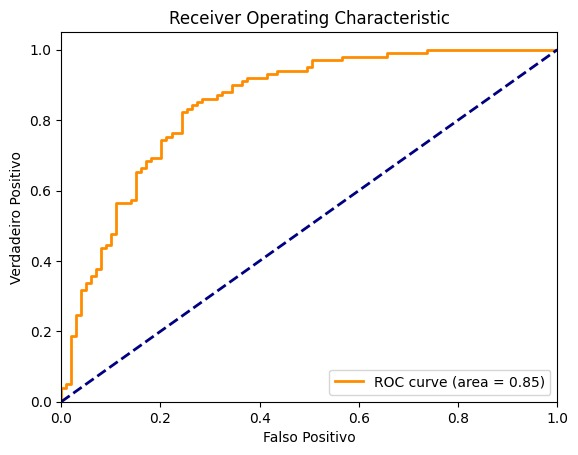 Receiver Operating Characteristic
1.0
0.8
0.6
0.4
0.2
0.0
Verdadeiro Positivo
ROC curve (area = 0.85)
0.0 0.2 0.4 0.6 0.8 1.0
Falso Positivo